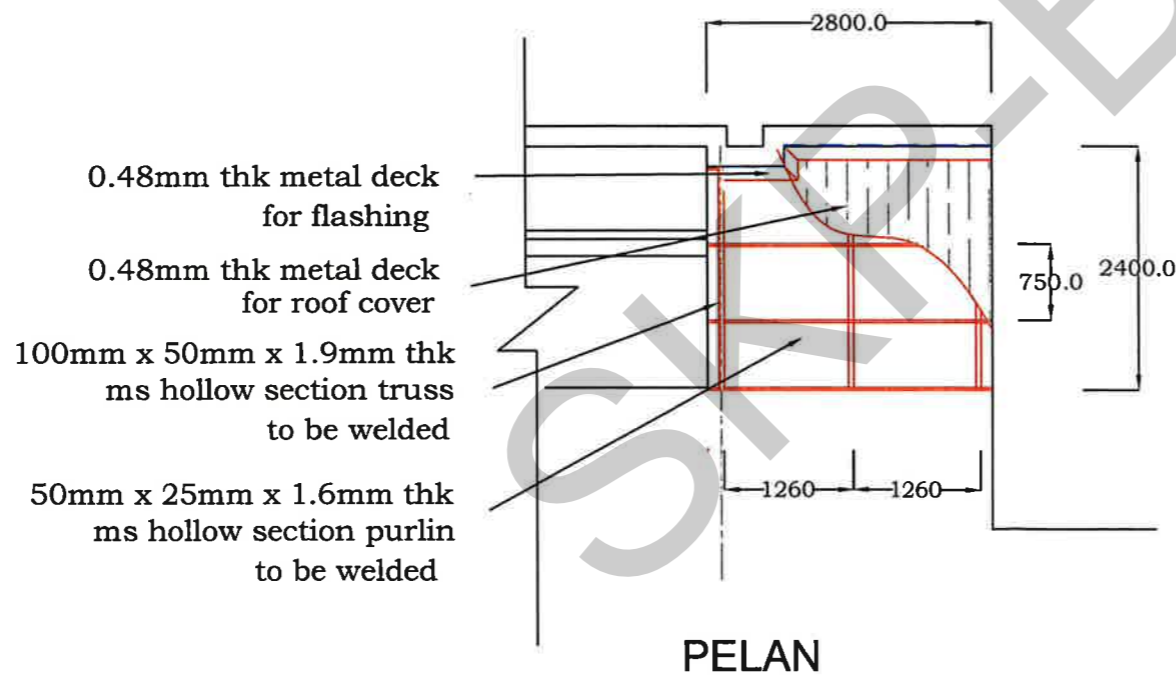 2800.0
0.48mm thk metal deck
for flashing
0.48mm thk metal deck
for roof cover
750.0
2400.0
100mm x 50mm x 1.9mm thk
ms hollow section truss
to be welded
1260
1260
50mm x 25mm x 1.6mm thk
ms hollow section purlin
to be welded
PELAN
SKP-B